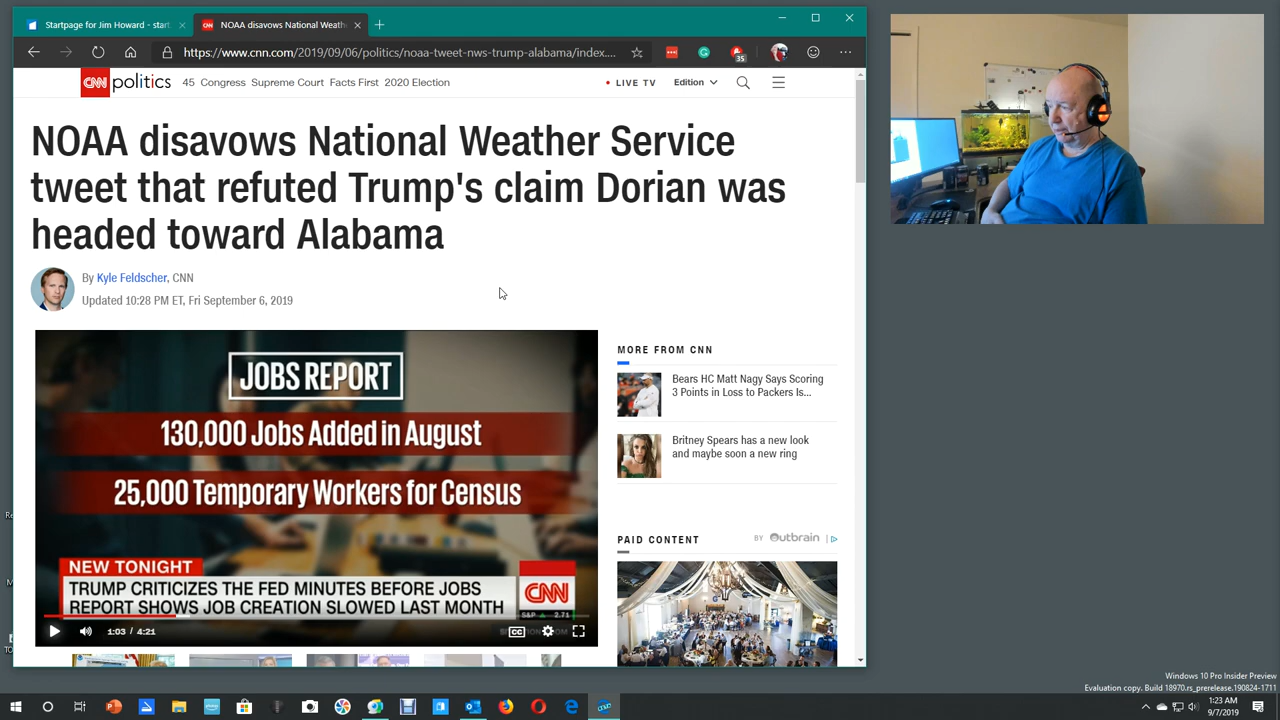 Startpage for Jim Howard - start
NOAA disavows National Weath
35
https://www.cnn.com/2019/09/06/politics/noaa-tweet-nws-trump-alabama/index....
CNN politics 45 Congress Supreme Court Facts First 2020 Election
LIVE TV Edition
NOAA disavows National Weather Service
tweet that refuted Trump's claim Dorian was
headed toward Alabama
By Kyle Feldscher, CNN
Updated 10:28 PM ET, Fri September 6, 2019
JOBS REPORT
130,000 Jobs Added in August
25,000 Temporary Workers for Census
NEW TONIGHT
TRUMP CRITICIZES THE FED MINUTES BEFORE JOBS
REPORT SHOWS JOB CREATION SLOWED LAST MONTH
CNN
S&P 2.71
1:03 / 4:21
CC
MORE FROM CNN
Bears HC Matt Nagy Says Scoring
3 Points in Loss to Packers Is...
Britney Spears has a new look
and maybe soon a new ring
PAID CONTENT
BY Outbrain
Windows 10 Pro Insider Preview
Evaluation copy. Build 18970.rs_prerelease.190824-1711
1:23 AM
9/7/2019